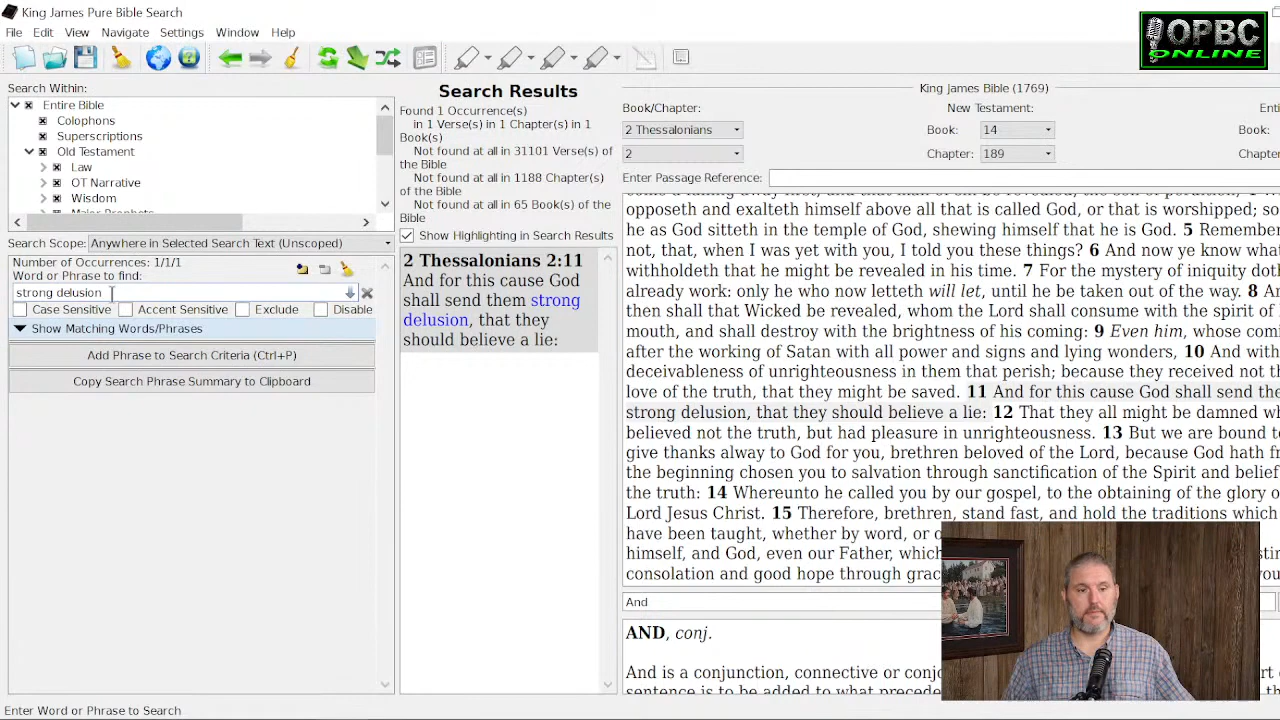 King James Pure Bible Search
OPBC
ONLINE
File Edit View Navigate Settings Window Help
Search Within:
Entire Bible
Colophons
Superscriptions
Old Testament
Law
OT Narrative
Wisdom
Major Prophets
Search Scope: Anywhere in Selected Search Text (Unscoped)
Number of Occurrences: 1/1/1
Word or Phrase to find:
strong delusion
Case Sensitive Accent Sensitive Exclude Disable
Show Matching Words/Phrases
Add Phrase to Search Criteria (Ctrl+P)
Copy Search Phrase Summary to Clipboard
Enter Word or Phrase to Search
Search Results
Found 1 Occurrence(s)
in 1 Verse(s) in 1 Chapter(s) in 1
Book(s)
Not found at all in 31101 Verse(s) of
the Bible
Not found at all in 1188 Chapter(s)
of the Bible
Not found at all in 65 Book(s) of the
Bible
Show Highlighting in Search Results
2 Thessalonians 2:11
And for this cause God
shall send them strong
delusion, that they
should believe a lie:
King James Bible (1769)
Book/Chapter: New Testament: Enti
2 Thessalonians Book: 14 Book:
2 Chapter: 189 Chapter
Enter Passage Reference:
opposeth and exalteth himself above all that is called God, or that is worshipped; so
he as God sitteth in the temple of God, shewing himself that he is God. 5 Remember
not, that, when I was yet with you, I told you these things? 6 And now ye know what
withholdeth that he might be revealed in his time. 7 For the mystery of iniquity doth
already work: only he who now letteth will let, until he be taken out of the way. 8 An
then shall that Wicked be revealed, whom the Lord shall consume with the spirit of
mouth, and shall destroy with the brightness of his coming: 9 Even him, whose com
after the working of Satan with all power and signs and lying wonders, 10 And with
deceivableness of unrighteousness in them that perish; because they received not th
love of the truth, that they might be saved. 11 And for this cause God shall send the
strong delusion, that they should believe a lie: 12 That they all might be damned wh
believed not the truth, but had pleasure in unrighteousness. 13 But we are bound to
give thanks alway to God for you, brethren beloved of the Lord, because God hath fr
the beginning chosen you to salvation through sanctification of the Spirit and belief
the truth: 14 Whereunto he called you by our gospel, to the obtaining of the glory o
Lord Jesus Christ. 15 Therefore, brethren, stand fast, and hold the traditions which
have been taught, whether by word, or o
himself, and God, even our Father, which
consolation and good hope through grac
And
AND, conj.
And is a conjunction, connective or conjo